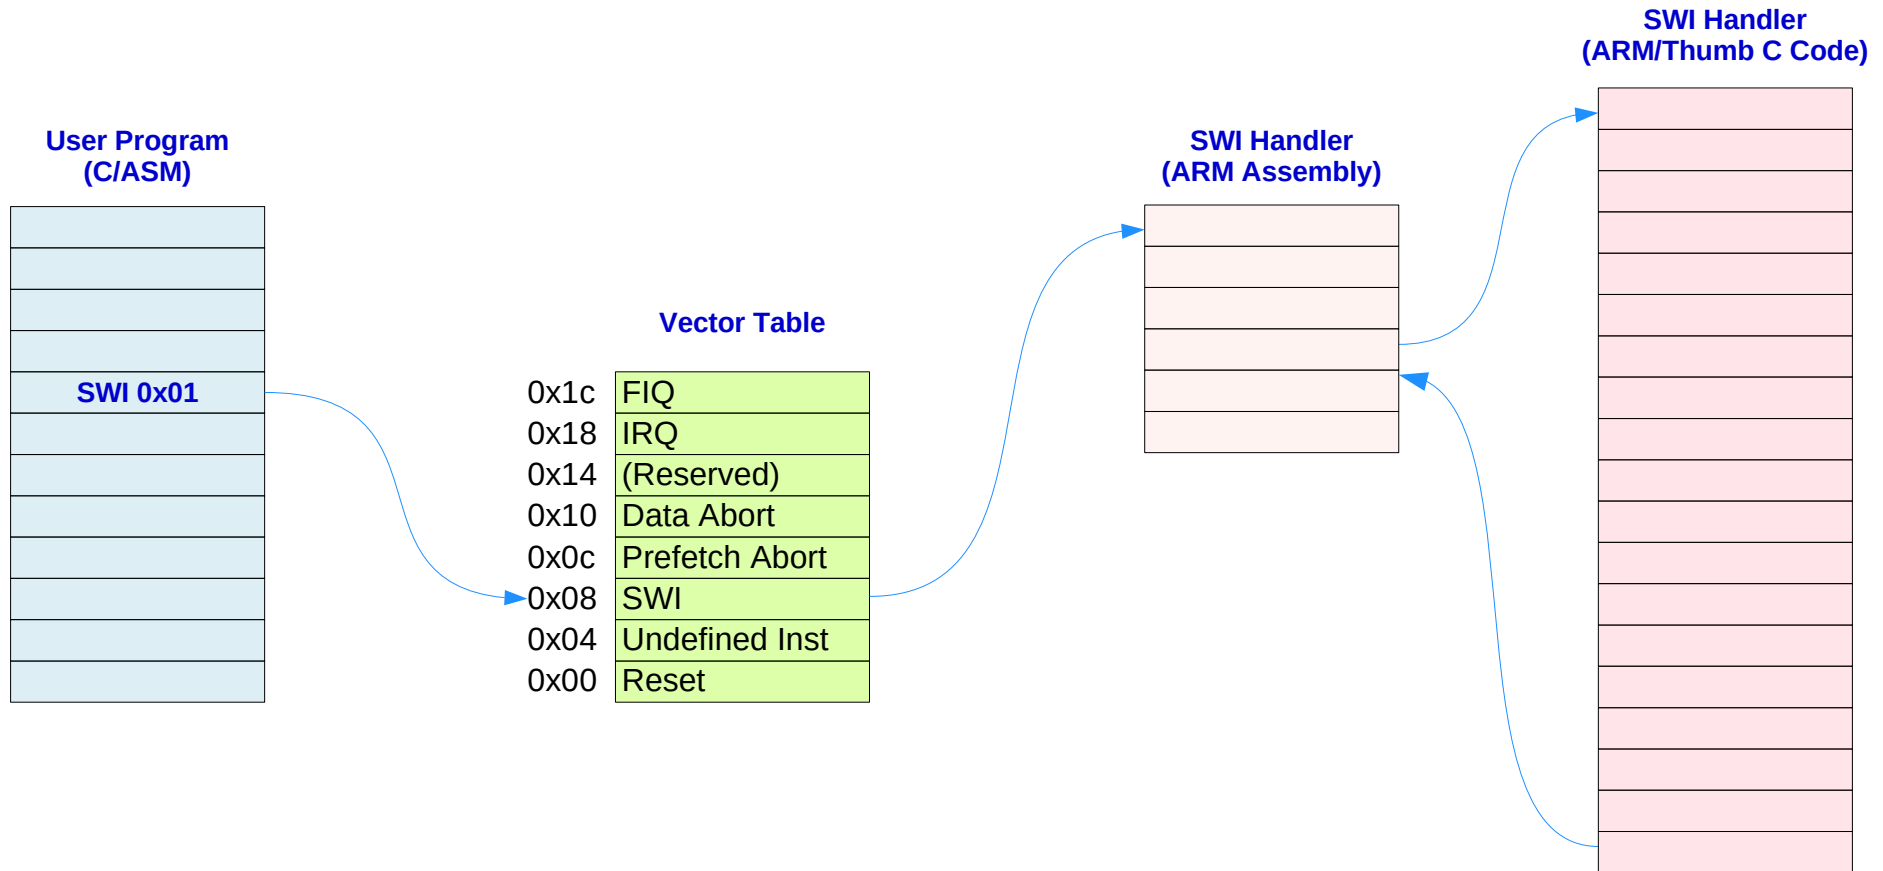 SWI Handler
(ARM/Thumb C Code)
User Program
(C/ASM)
SWI Handler
(ARM Assembly)
Vector Table
SWI 0x01
0x1c FIQ
0x18 IRQ
0x14 (Reserved)
0x10 Data Abort
0x0c Prefetch Abort
0x08 SWI
0x04 Undefined Inst
0x00 Reset